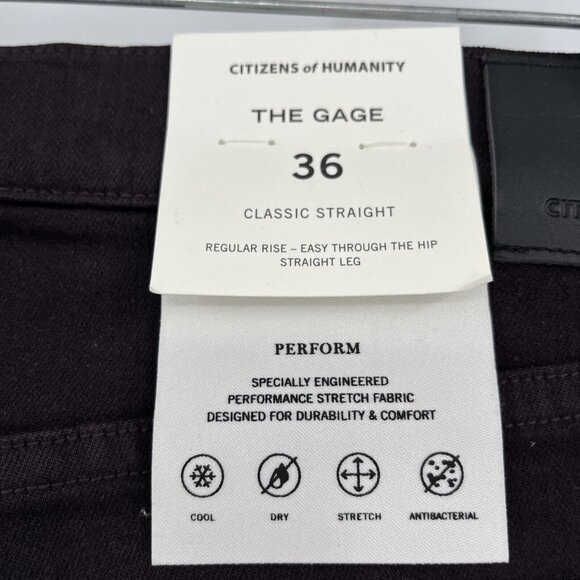 CITIZENS of HUMANITY
THE GAGE
36
CLASSIC STRAIGHT
REGULAR RISE – EASY THROUGH THE HIP
STRAIGHT LEG
PERFORM
SPECIALLY ENGINEERED
PERFORMANCE STRETCH FABRIC
DESIGNED FOR DURABILITY & COMFORT
COOL DRY STRETCH ANTIBACTERIAL